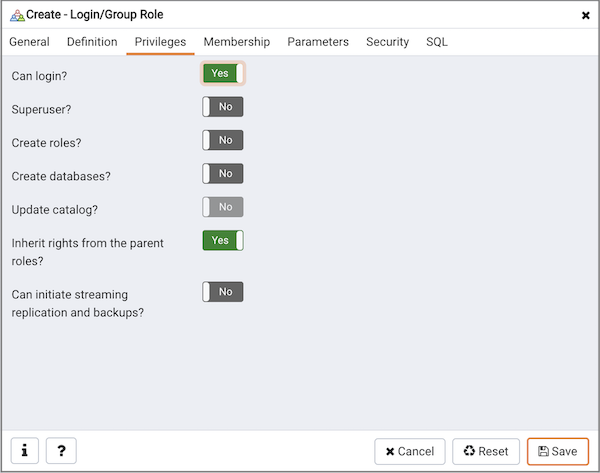 Create - Login/Group Role
General Definition Privileges Membership Parameters Security SQL
Can login? Yes
Superuser? No
Create roles? No
Create databases? No
Update catalog? No
Inherit rights from the parent Yes
roles?
Can initiate streaming No
replication and backups?
i ? Cancel Reset Save